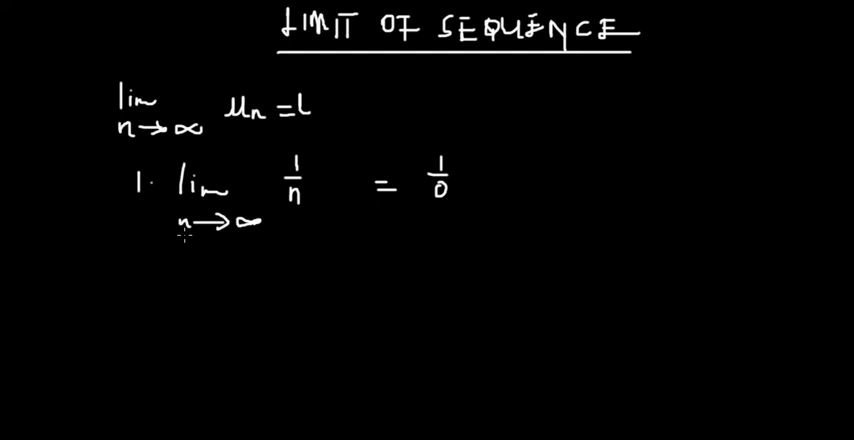 LIMIT OF SEQUENCE
lim n→∞ Un = L
1. lim n→∞ 1/n = 1/0